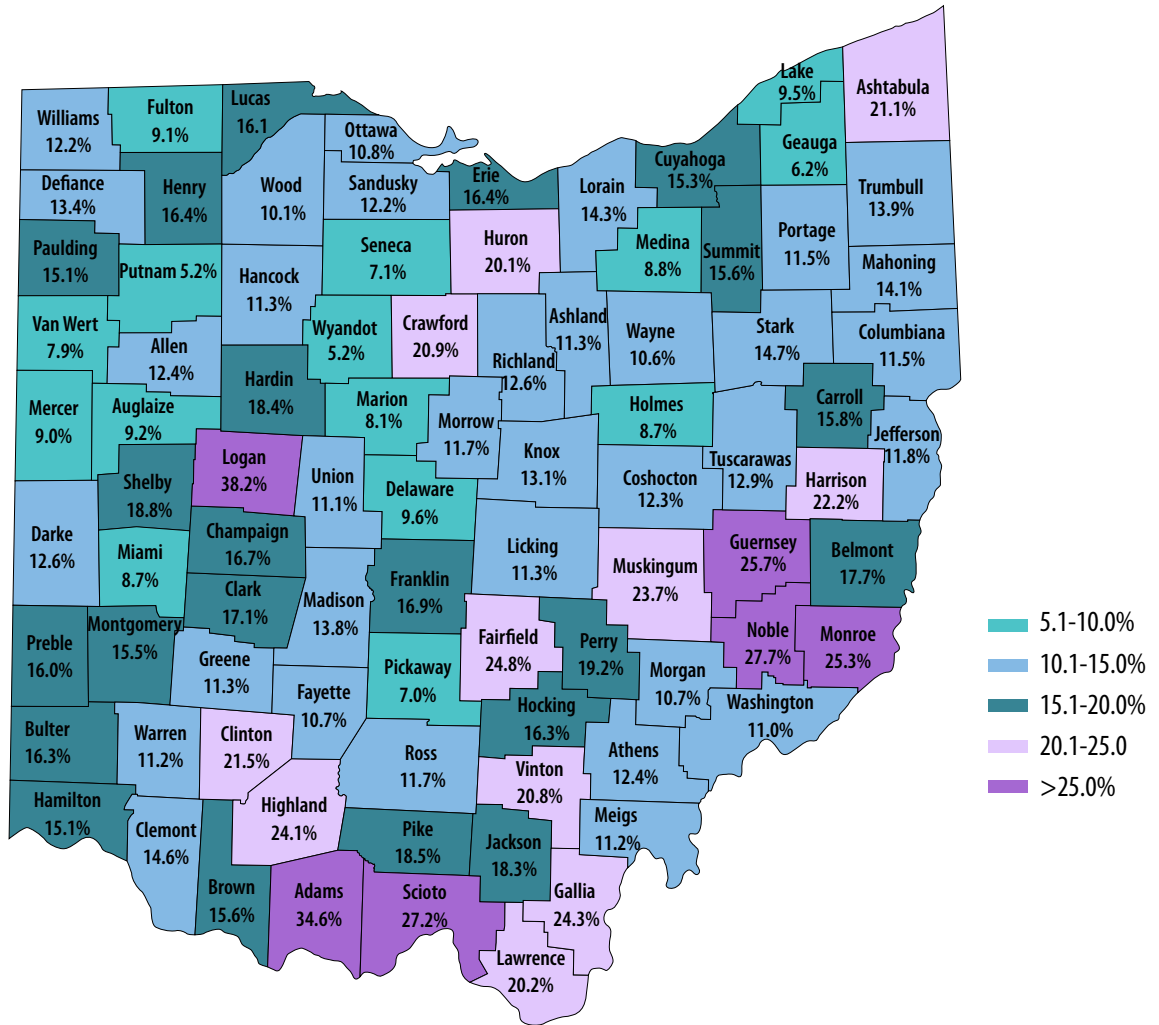 Williams
12.2%
Fulton
9.1%
Lucas
16.1
Ottawa
10.8%
Lake
9.5%
Ashtabula
21.1%
Geauga
6.2%
Defiance
13.4%
Henry
16.4%
Wood
10.1%
Sandusky
12.2%
Erie
16.4%
Lorain
14.3%
Cuyahoga
15.3%
Trumbull
13.9%
Paulding
15.1%
Putnam 5.2%
Hancock
11.3%
Seneca
7.1%
Huron
20.1%
Medina
8.8%
Summit
15.6%
Portage
11.5%
Mahoning
14.1%
Van Wert
7.9%
Allen
12.4%
Wyandot
5.2%
Crawford
20.9%
Richland
12.6%
Ashland
11.3%
Wayne
10.6%
Stark
14.7%
Columbiana
11.5%
Mercer
9.0%
Auglaize
9.2%
Hardin
18.4%
Marion
8.1%
Morrow
11.7%
Holmes
8.7%
Carroll
15.8%
Jefferson
11.8%
Shelby
18.8%
Logan
38.2%
Union
11.1%
Delaware
9.6%
Knox
13.1%
Coshocton
12.3%
Tuscarawas
12.9%
Harrison
22.2%
Darke
12.6%
Miami
8.7%
Champaign
16.7%
Clark
17.1%
Madison
13.8%
Franklin
16.9%
Licking
11.3%
Muskingum
23.7%
Guernsey
25.7%
Belmont
17.7%
Preble
16.0%
Montgomery
15.5%
Greene
11.3%
Fayette
10.7%
Pickaway
7.0%
Fairfield
24.8%
Perry
19.2%
Morgan
10.7%
Noble
27.7%
Monroe
25.3%
Bulter
16.3%
Warren
11.2%
Clinton
21.5%
Ross
11.7%
Hocking
16.3%
Athens
12.4%
Washington
11.0%
Hamilton
15.1%
Clemont
14.6%
Highland
24.1%
Pike
18.5%
Vinton
20.8%
Jackson
18.3%
Meigs
11.2%
Brown
15.6%
Adams
34.6%
Scioto
27.2%
Gallia
24.3%
Lawrence
20.2%
5.1-10.0%
10.1-15.0%
15.1-20.0%
20.1-25.0
>25.0%